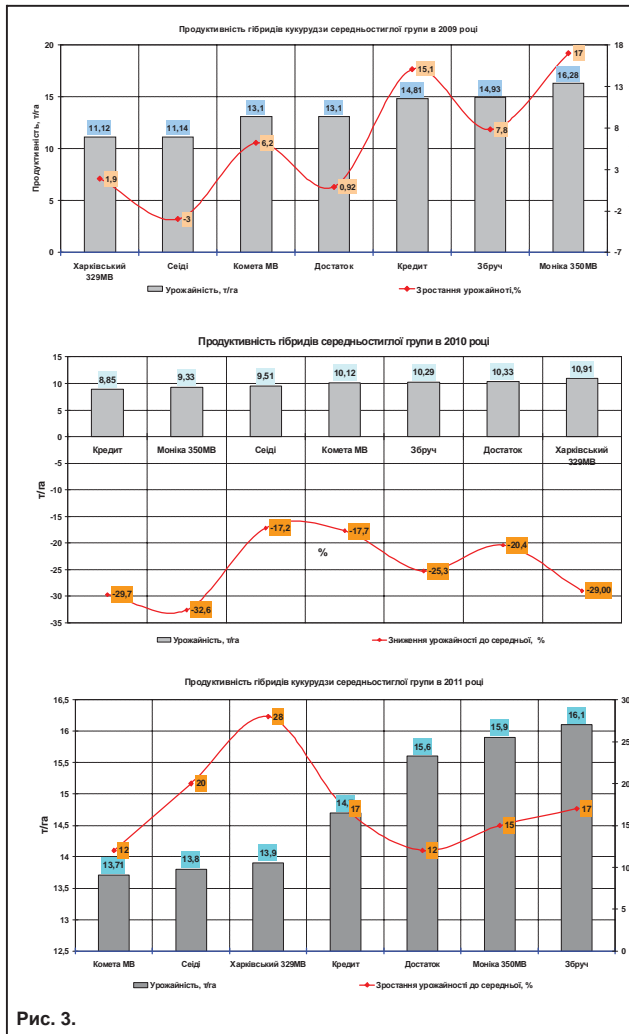 Продуктивність гібридів кукурудзи середньостиглої групи в 2009 році
Продуктивність, т/га
20
15
10
5
0
18
13
8
3
-2
-7
11,12
11,14
13,1
13,1
14,81
14,93
16,28
1,9
-3
6,2
0,92
15,1
7,8
17
Харківський
329МВ
Сеіді
Комета МВ
Достаток
Кредит
Збруч
Моніка 350МВ
Урожайність, т/га
Зростання урожайноті,%
Продуктивність гібридів середньостиглої групи в 2010 році
т/га
15
10
5
0
-5
-10
-15
-20
-25
-30
-35
8,85
9,33
9,51
10,12
10,29
10,33
10,91
Кредит
Моніка 350МВ
Сеіді
Комета МВ
Збруч
Достаток
Харківський
329МВ
-29,7
-32,6
-17,2
-17,7
-25,3
-20,4
-29,00
%
Урожайність, т/га
Зниження урожайності до середньої, %
Продуктивність гібридів кукурудзи середньостиглої групи в 2011 році
т/га
16,5
16
15,5
15
14,5
14
13,5
13
12,5
30
25
20
15
10
5
0
13,71
13,8
13,9
15,6
15,9
16,1
12
20
28
17
12
15
17
Комета МВ
Сеіді
Харківський 329МВ
Кредит
Достаток
Моніка 350МВ
Збруч
Урожайність, т/га
Зростання урожайності до середньої, %
Рис. 3.